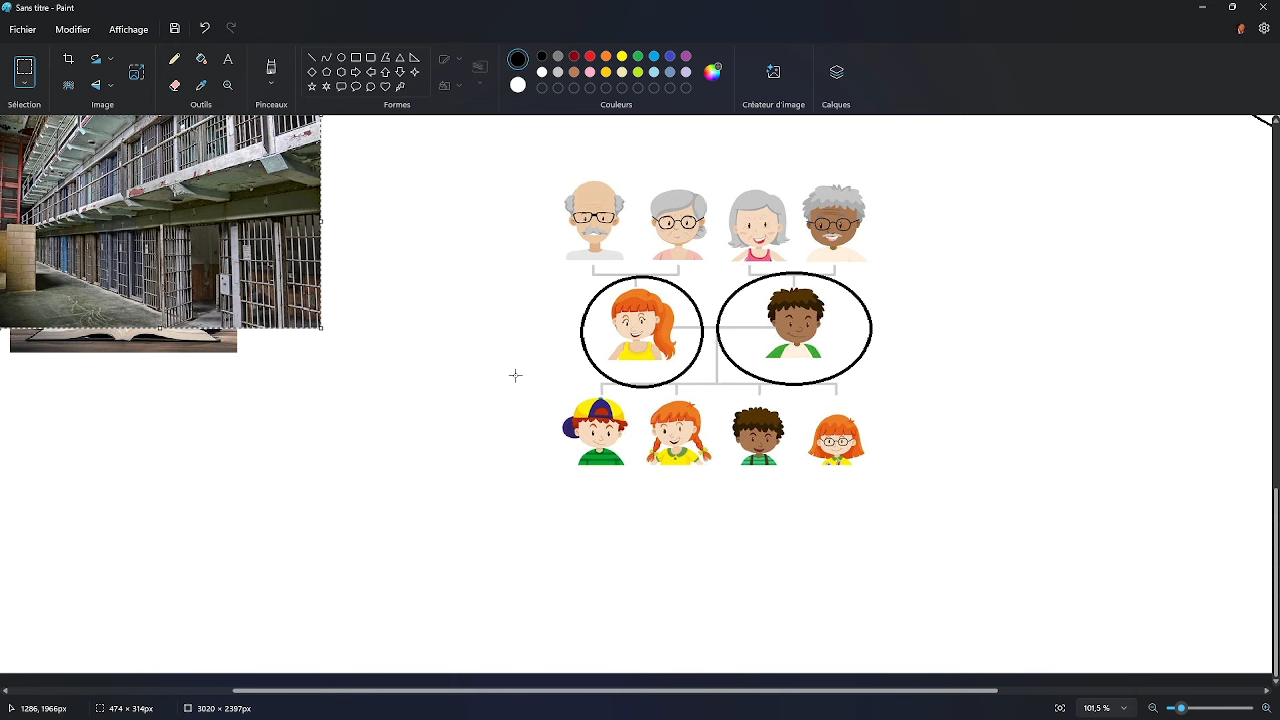 Sans titre - Paint
Fichier Modifier Affichage
Sélection Image Outils Pinceaux Formes Couleurs Créateur d'image Calques
1286, 1966px 474 × 314px 3020 × 2397px 101,5 %